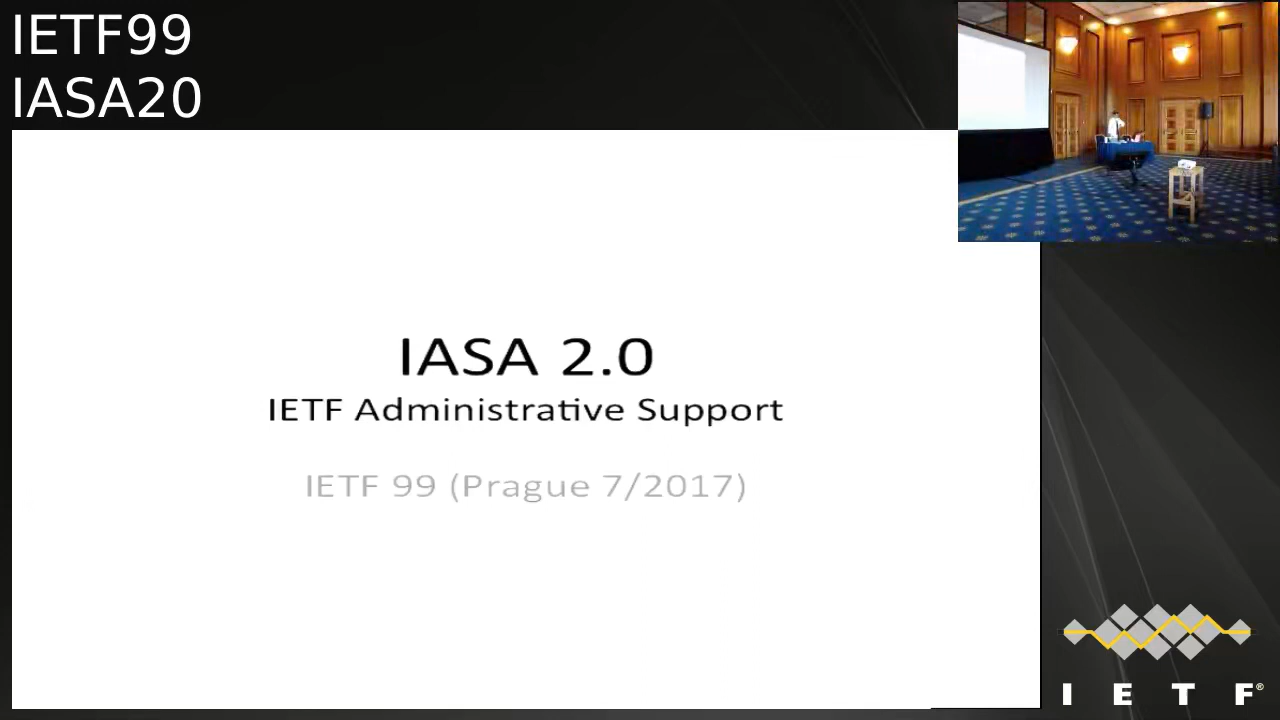 IETF99
IASA20
IASA 2.0
IETF Administrative Support
IETF 99 (Prague 7/2017)
I E T F®